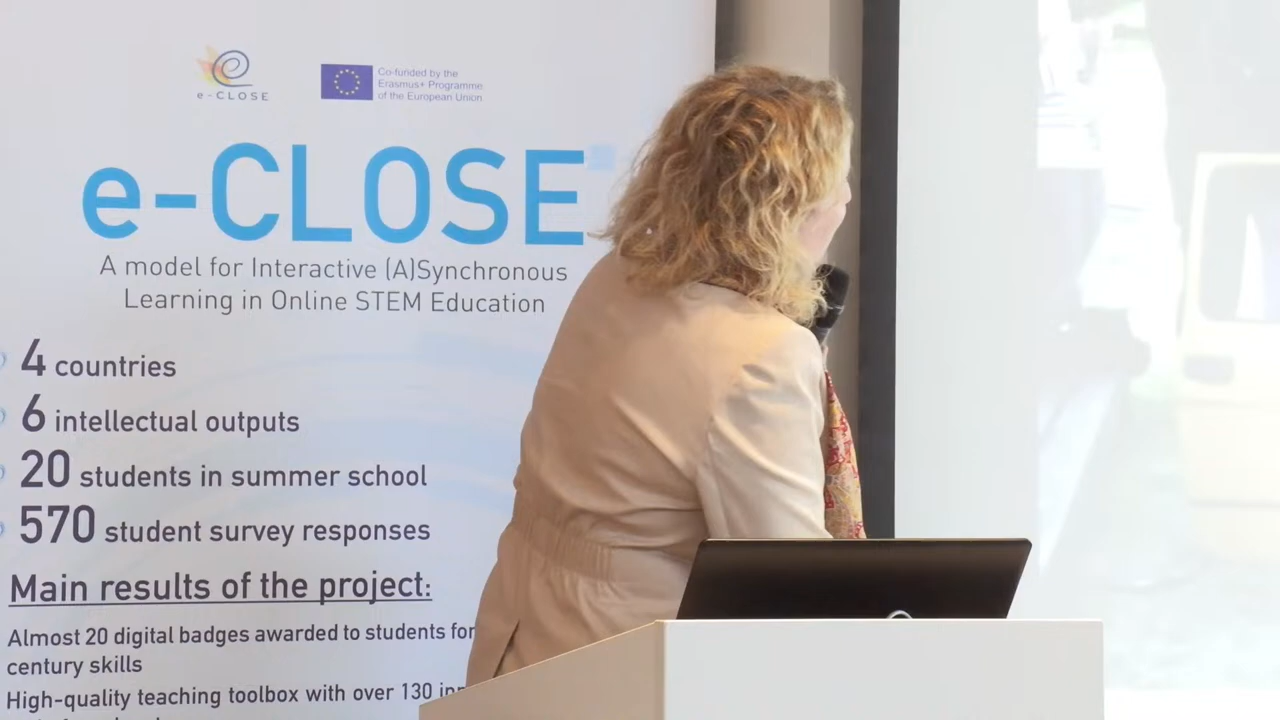 e-CLOSE
Co-funded by the
Erasmus+ Programme
of the European Union
e-CLOSE
A model for Interactive (A)Synchronous
Learning in Online STEM Education
4 countries
6 intellectual outputs
20 students in summer school
570 student survey responses
Main results of the project:
Almost 20 digital badges awarded to students for
century skills
High-quality teaching toolbox with over 130